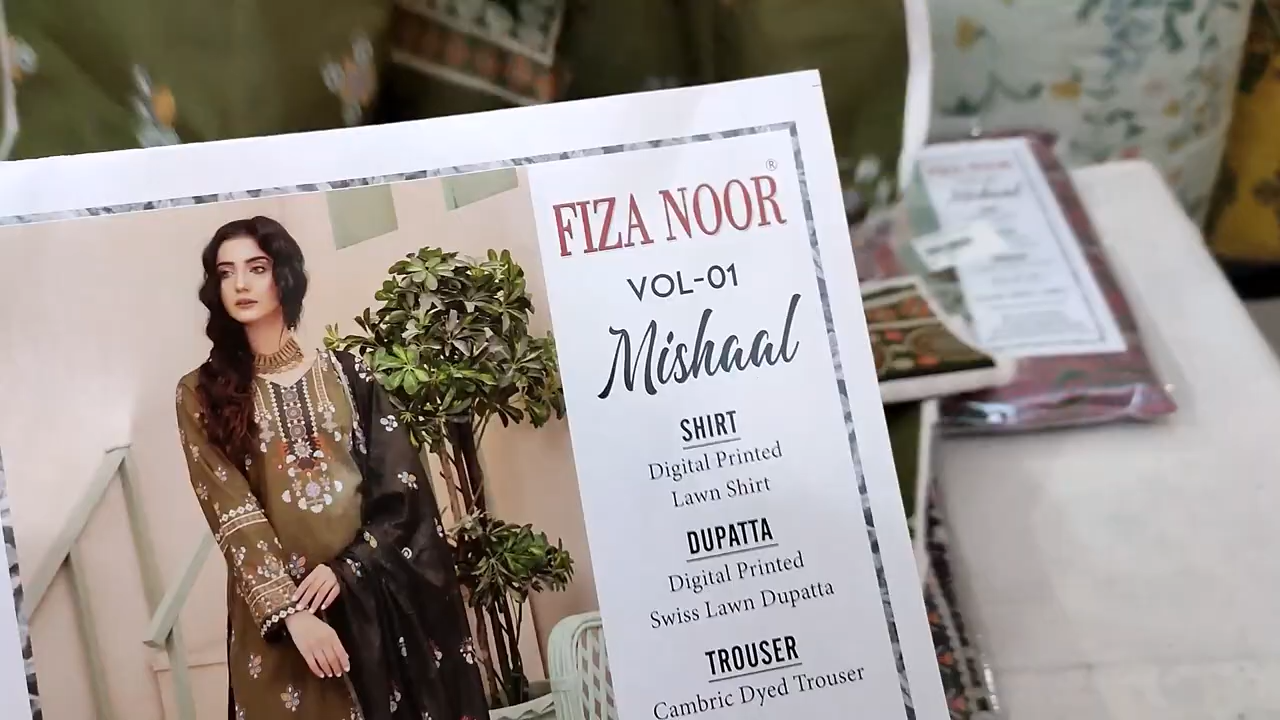 FIZA NOOR®
VOL-01
Mishaal
SHIRT
Digital Printed
Lawn Shirt
DUPATTA
Digital Printed
Swiss Lawn Dupatta
TROUSER
Cambric Dyed Trouser
Mishaal